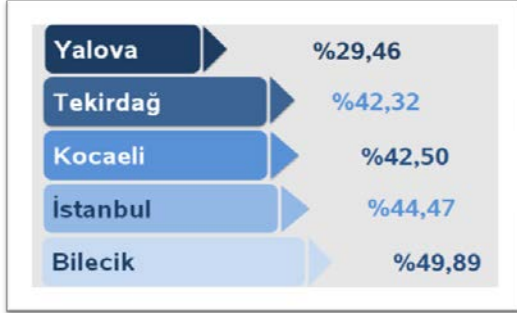 Yalova %29,46
Tekirdağ %42,32
Kocaeli %42,50
İstanbul %44,47
Bilecik %49,89